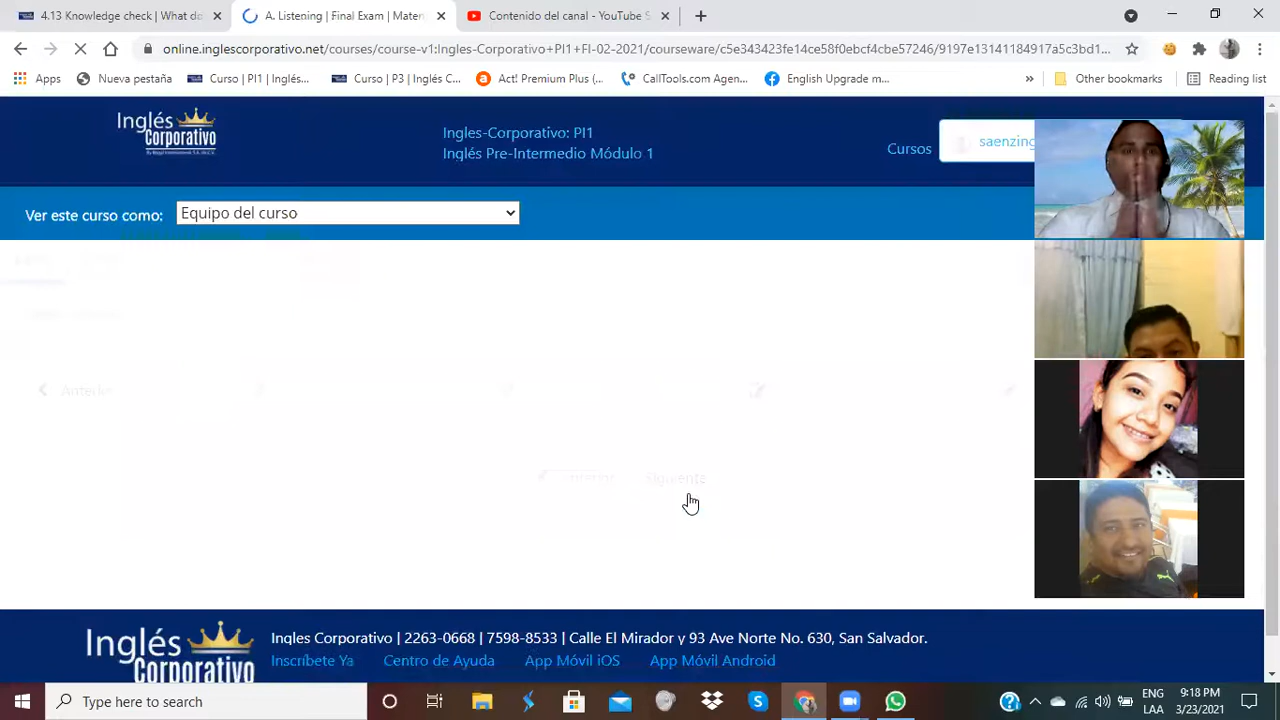 4.13 Knowledge check | What do
A. Listening | Final Exam | Mater
Contenido del canal - YouTube S
online.inglescorporativo.net/courses/course-v1:Ingles-Corporativo+PI1+FI-02-2021/courseware/c5e343423fe14ce58f0ebcf4cbe57246/9197e13141184917a5c3bd1...
Apps
Nueva pestaña
Curso | PI1 | Inglés...
Curso | P3 | Inglés C...
Act! Premium Plus (...
CallTools.com Agen...
English Upgrade m...
»
Other bookmarks
Reading list
Inglés
Corporativo
Ingles-Corporativo: PI1
Inglés Pre-Intermedio Módulo 1
Cursos
saenzing
Ver este curso como:
Equipo del curso
Anterior
Siguiente
Inglés
Corporativo
Ingles Corporativo | 2263-0668 | 7598-8533 | Calle El Mirador y 93 Ave Norte No. 630, San Salvador.
Inscríbete Ya
Centro de Ayuda
App Móvil iOS
App Móvil Android
Type here to search
ENG
LAA
9:18 PM
3/23/2021